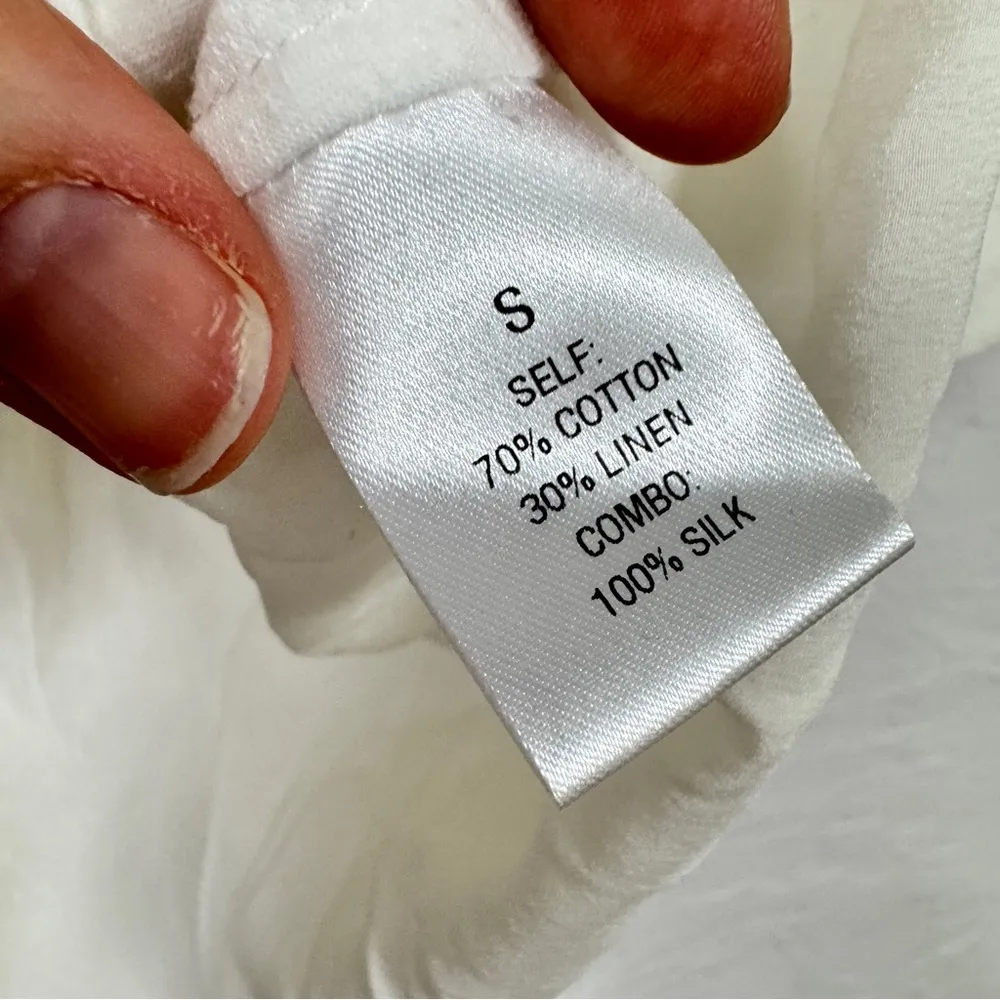 S
SELF:
70% COTTON
30% LINEN
COMBO:
100% SILK